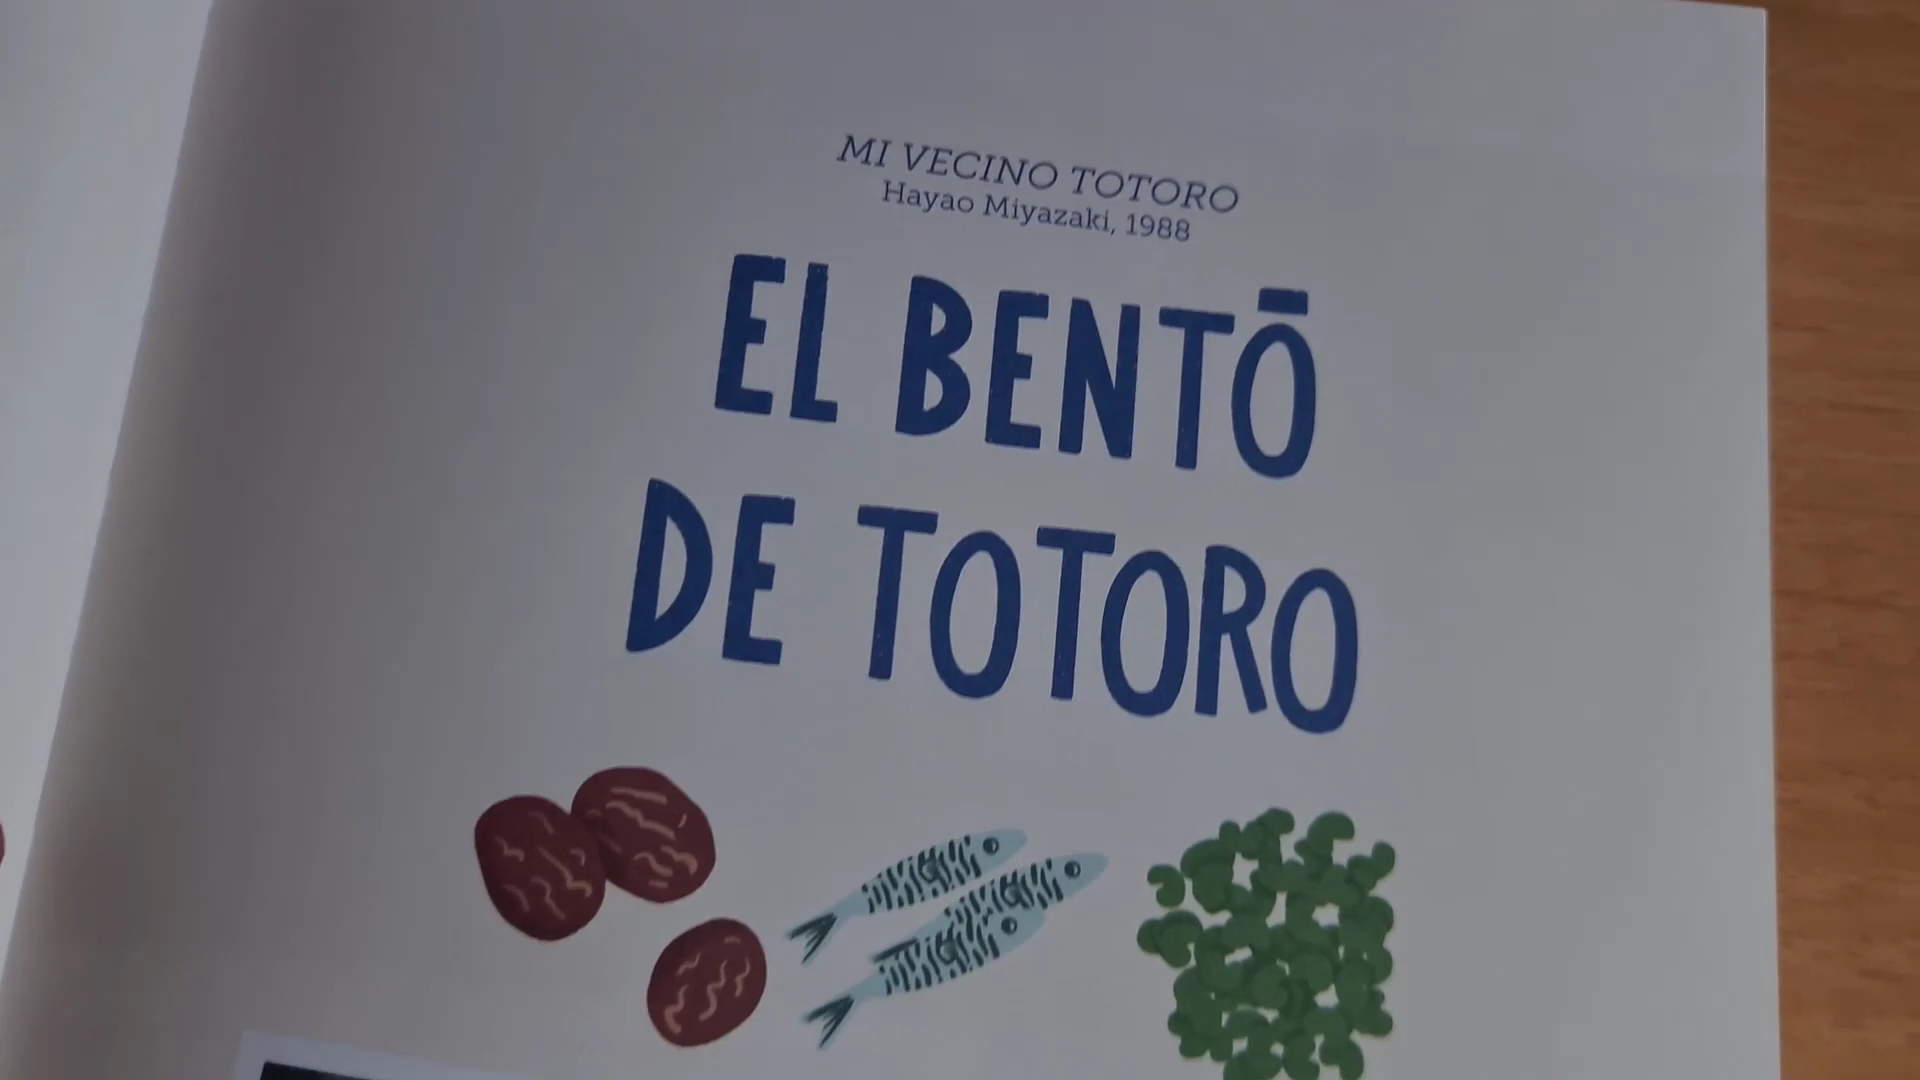 MI VECINO TOTORO
Hayao Miyazaki, 1988
EL BENTŌ
DE TOTORO